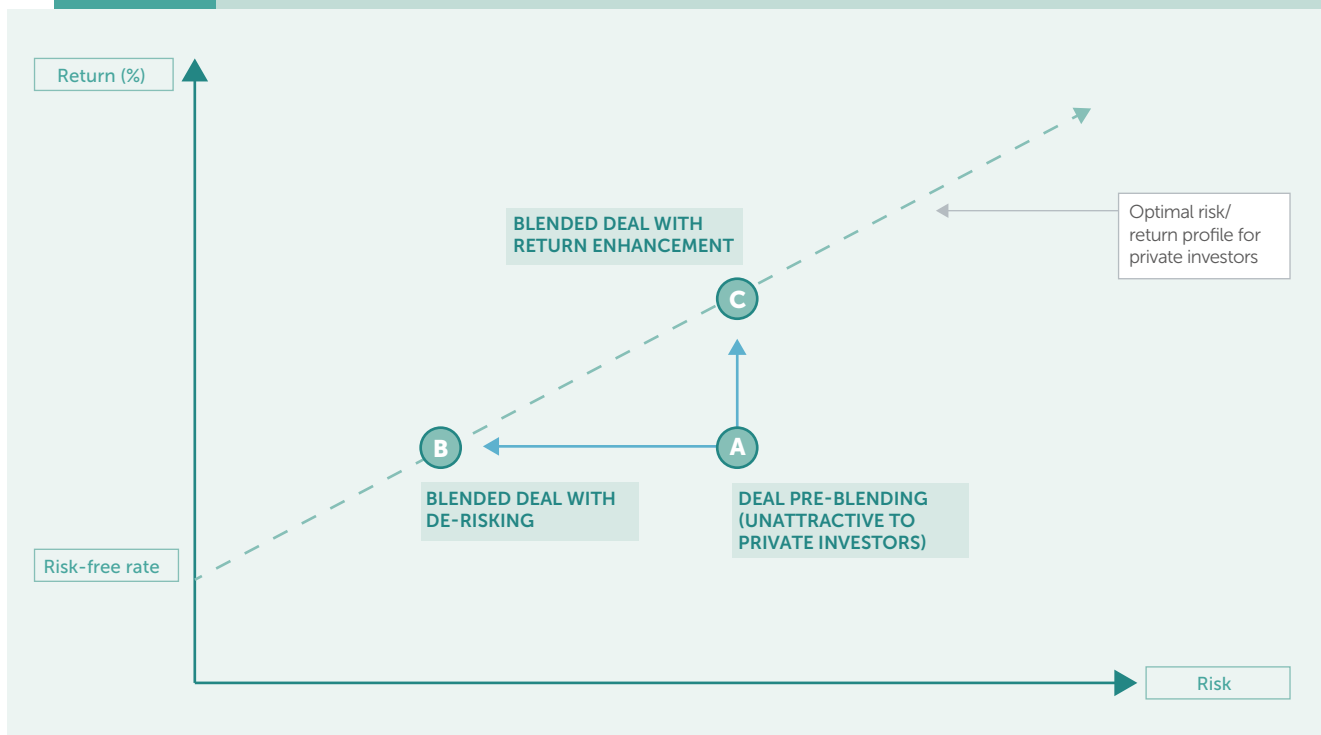 Return (%)
BLENDED DEAL WITH
RETURN ENHANCEMENT
Optimal risk/
return profile for
private investors
C
B
A
BLENDED DEAL WITH
DE-RISKING
DEAL PRE-BLENDING
(UNATTRACTIVE TO
PRIVATE INVESTORS)
Risk-free rate
Risk